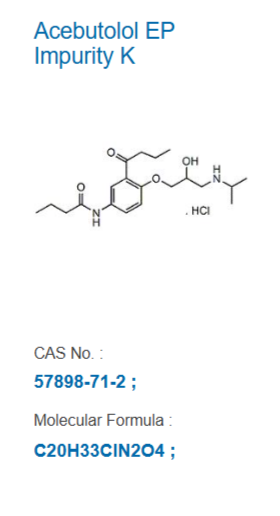 Acebutolol EP
Impurity K
O
O
OH
H
N
O
N
H
. HCl
CAS No. :
57898-71-2 ;
Molecular Formula :
C20H33ClN2O4 ;